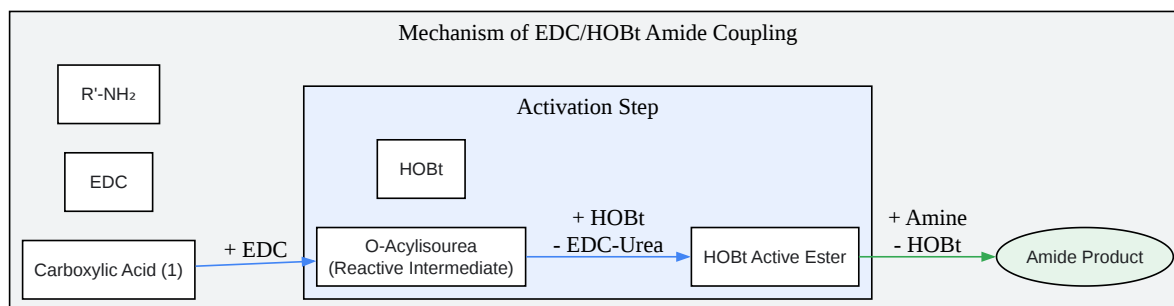 Mechanism of EDC/HOBt Amide Coupling
R'-NH₂
Activation Step
EDC
HOBt
Carboxylic Acid (1)
+ EDC
O-Acylisourea
(Reactive Intermediate)
+ HOBt
- EDC-Urea
HOBt Active Ester
+ Amine
- HOBt
Amide Product